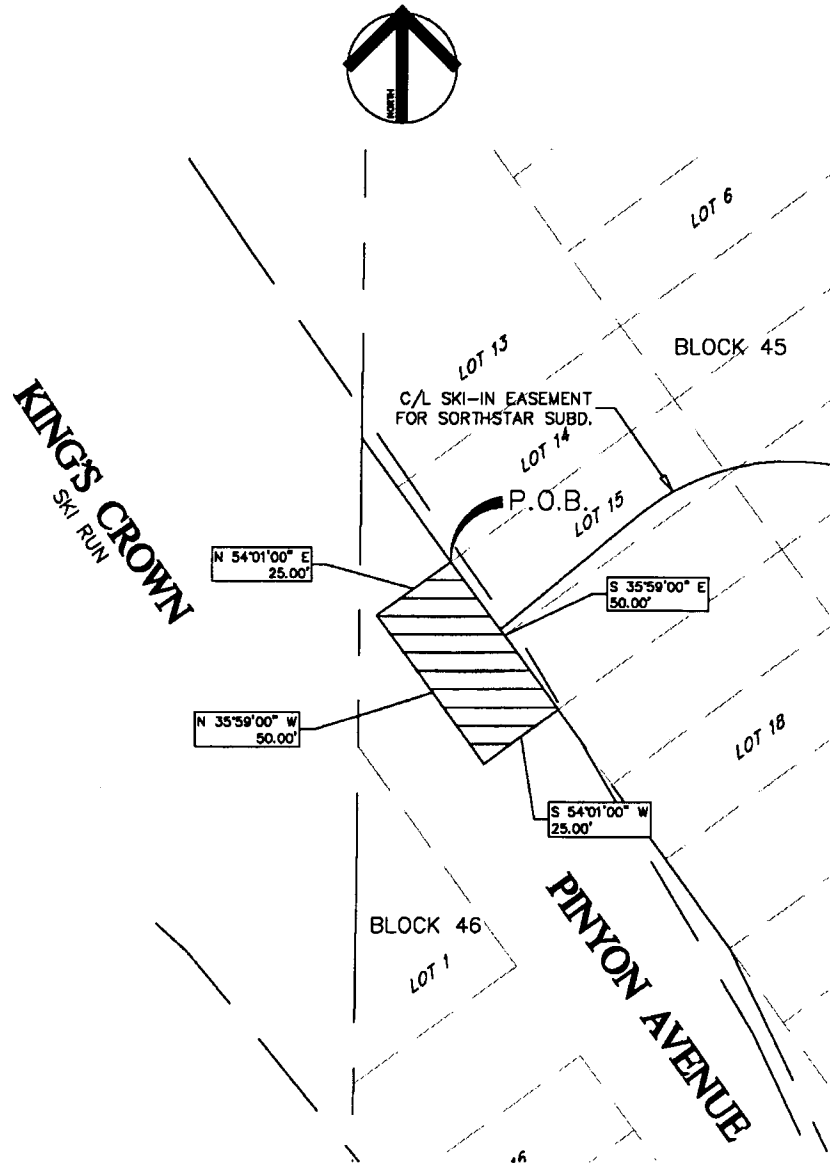 NORTH
LOT 6
BLOCK 45
LOT 13
C/L SKI-IN EASEMENT
FOR SORTHSTAR SUBD.
LOT 14
KING'S CROWN
SKI RUN
P.O.B.
LOT 15
N 54°01'00" E
25.00'
S 35°59'00" E
50.00'
N 35°59'00" W
50.00'
LOT 18
S 54°01'00" W
25.00'
BLOCK 46
LOT 1
PINYON AVENUE